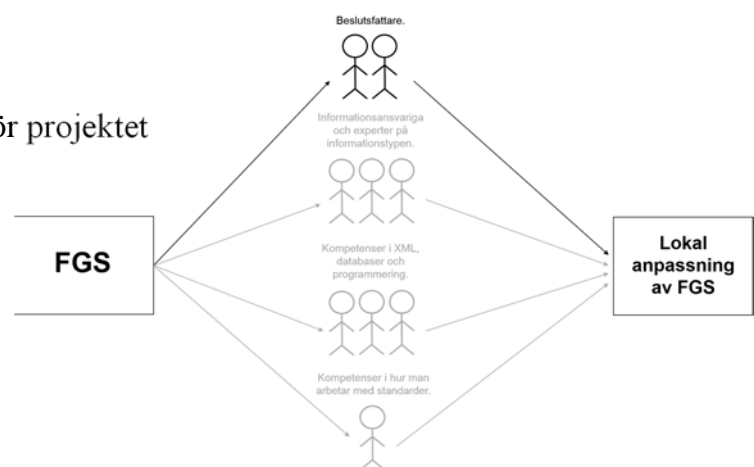 Beslutsfattare.
ör projektet
Informationsansvariga
och experter på
informationstypen.
FGS
Kompetenser i XML,
databaser och
programmering.
Lokal
anpassning
av FGS
Kompetenser i hur man
arbetar med standarder.